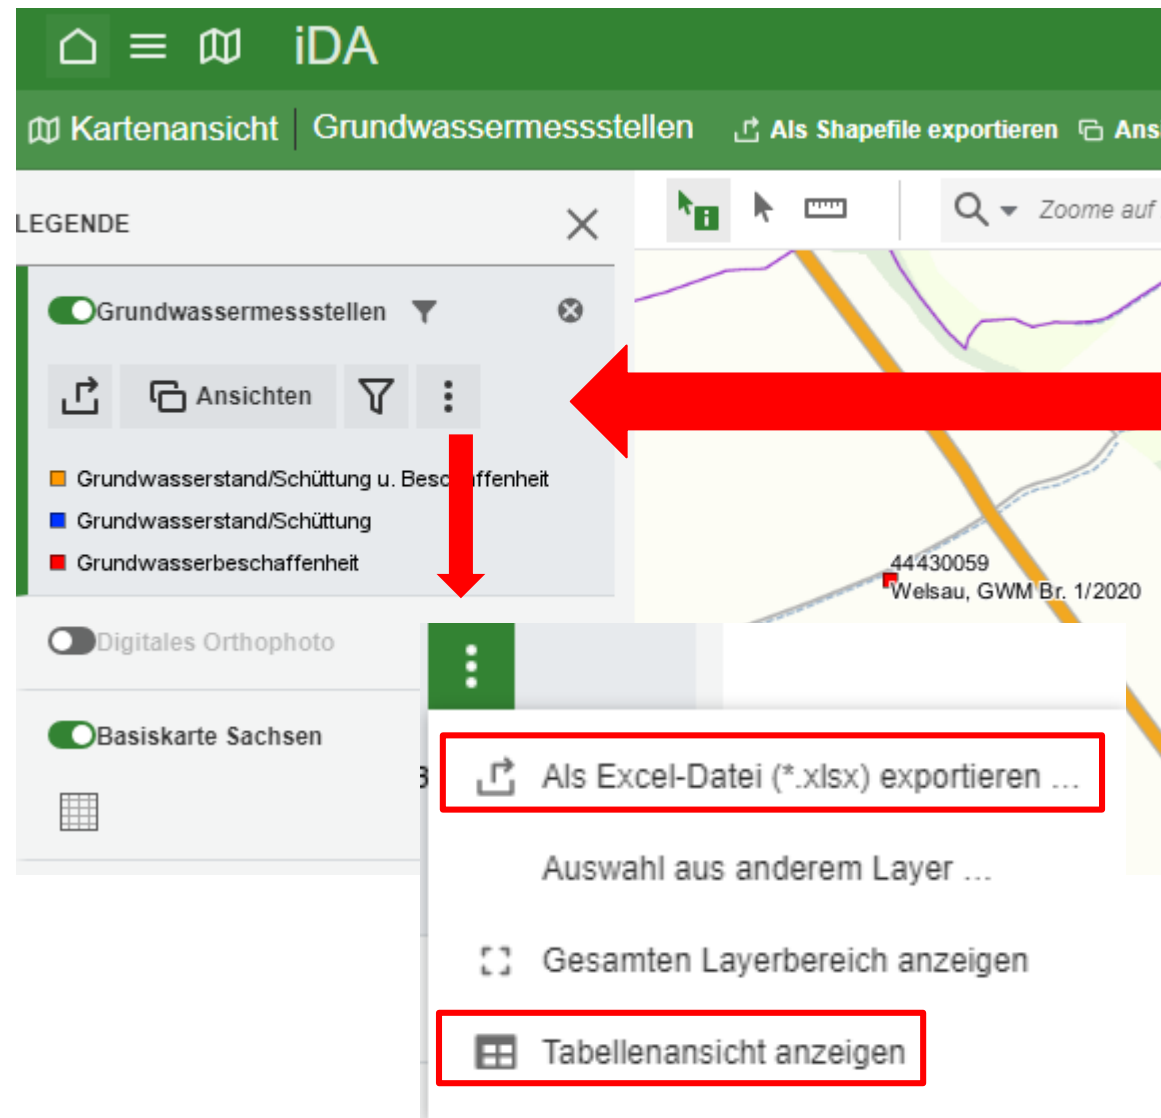 iDA
Kartenansicht Grundwassermessstellen Als Shapefile exportieren Ans
LEGENDE
Zoome auf
Grundwassermessstellen
Ansichten
Grundwasserstand/Schüttung u. Beschaffenheit
Grundwasserstand/Schüttung
Grundwasserbeschaffenheit
44430059
Welsau, GWM Br. 1/2020
Digitales Orthophoto
Basiskarte Sachsen
Als Excel-Datei (*.xlsx) exportieren ...
Auswahl aus anderem Layer ...
Gesamten Layerbereich anzeigen
Tabellenansicht anzeigen